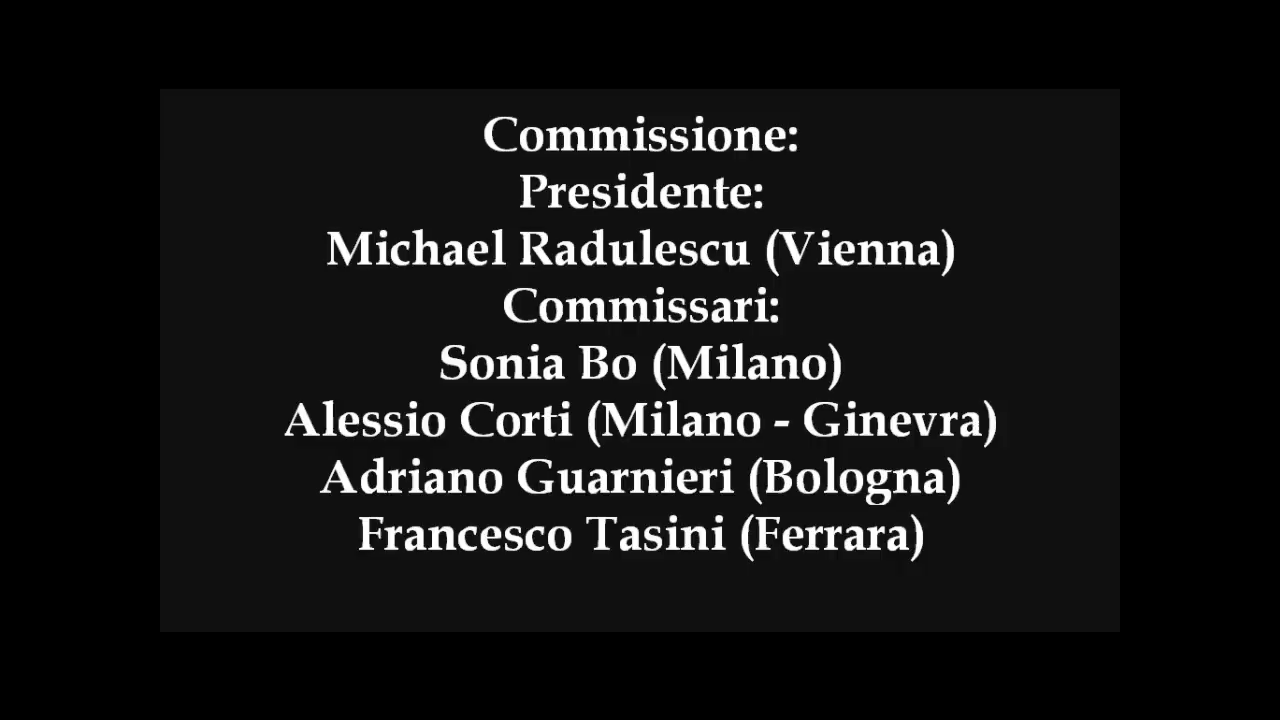 Commissione:
Presidente:
Michael Radulescu (Vienna)
Commissari:
Sonia Bo (Milano)
Alessio Corti (Milano - Ginevra)
Adriano Guarnieri (Bologna)
Francesco Tasini (Ferrara)